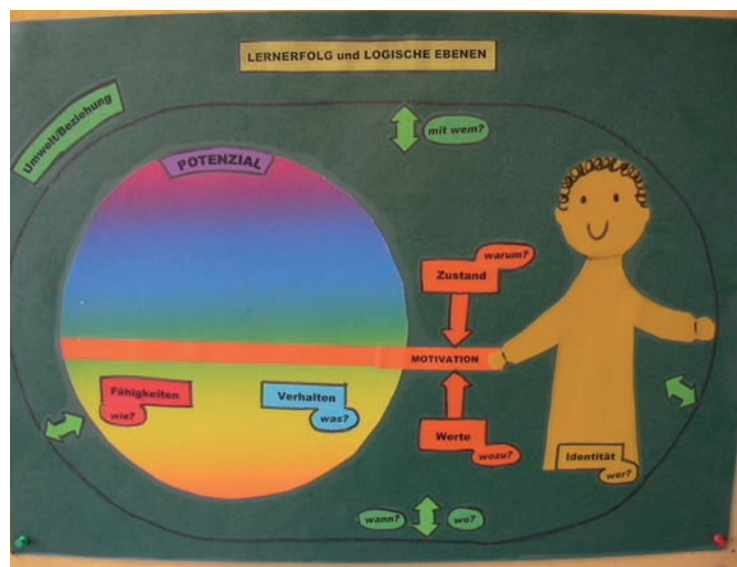 LERNERFOLG und LOGISCHE EBENEN
Umwelt/Beziehung
mit wem?
POTENZIAL
warum?
Zustand
MOTIVATION
Fähigkeiten
wie?
Verhalten
was?
Werte
wozu?
Identität
wer?
wann?
wo?